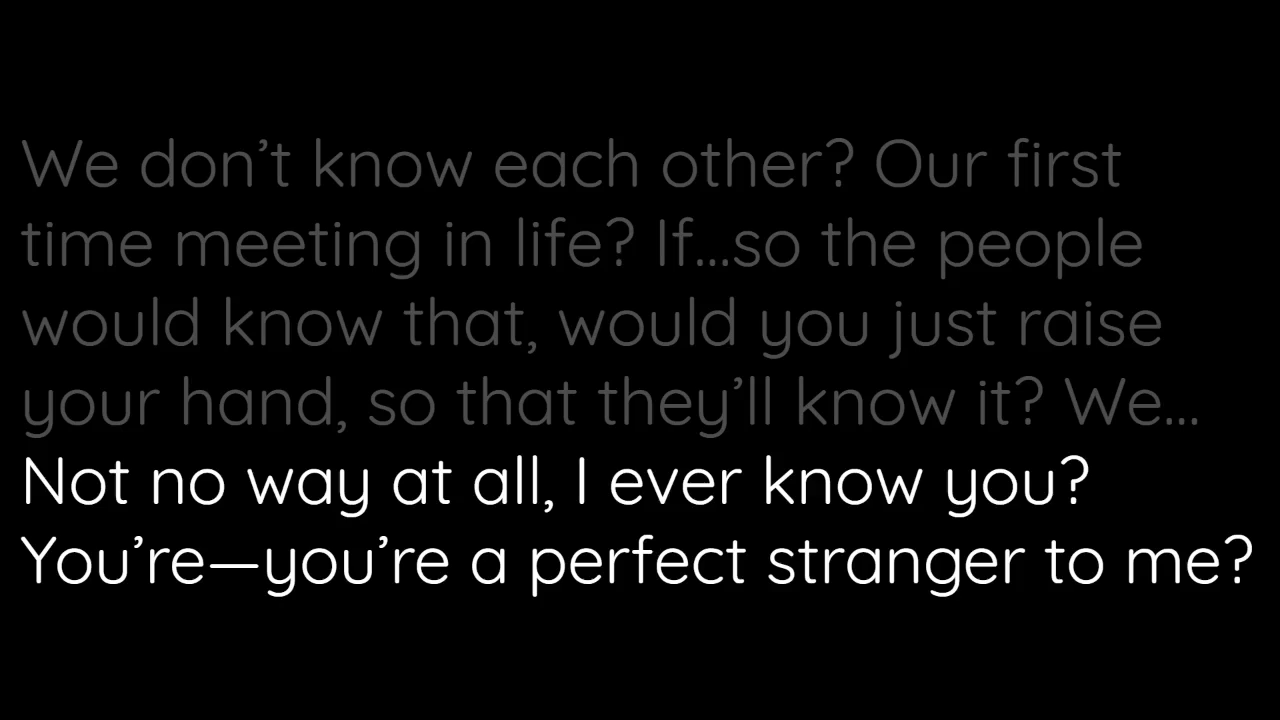 We don’t know each other? Our first
time meeting in life? If...so the people
would know that, would you just raise
your hand, so that they’ll know it? We...
Not no way at all, I ever know you?
You’re—you’re a perfect stranger to me?